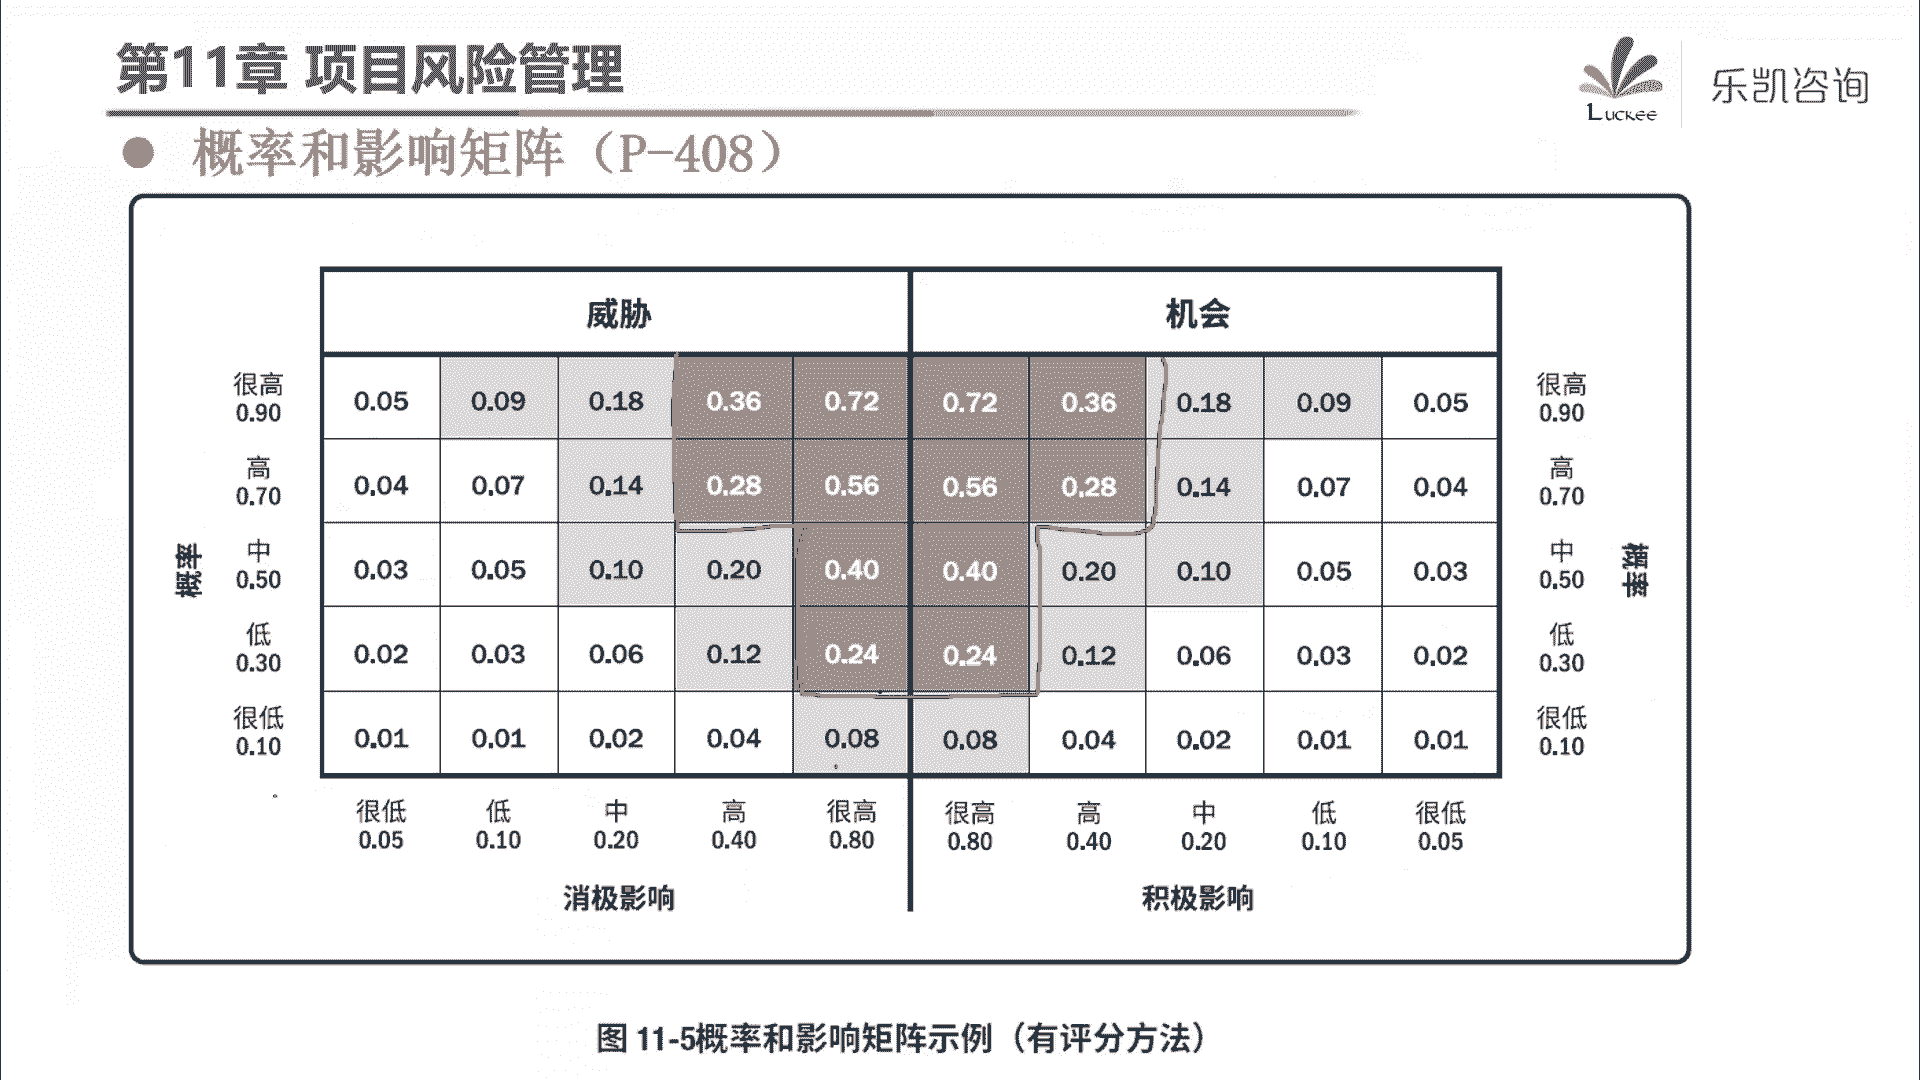 第11章 项目风险管理
Luckee
乐凯咨询
● 概率和影响矩阵（P-408）
威胁 机会
很高 0.05 0.09 0.18 0.36 0.72 0.72 0.36 0.18 0.09 0.05 很高
0.90 0.90
高 0.04 0.07 0.14 0.28 0.56 0.56 0.28 0.14 0.07 0.04 高
0.70 0.70
概率 中 0.03 0.05 0.10 0.20 0.40 0.40 0.20 0.10 0.05 0.03 中 概率
0.50 0.50
低 0.02 0.03 0.06 0.12 0.24 0.24 0.12 0.06 0.03 0.02 低
0.30 0.30
很低 0.01 0.01 0.02 0.04 0.08 0.08 0.04 0.02 0.01 0.01 很低
0.10 0.10
很低 低 中 高 很高 很高 高 中 低 很低
0.05 0.10 0.20 0.40 0.80 0.80 0.40 0.20 0.10 0.05
消极影响 积极影响
图 11-5概率和影响矩阵示例（有评分方法）